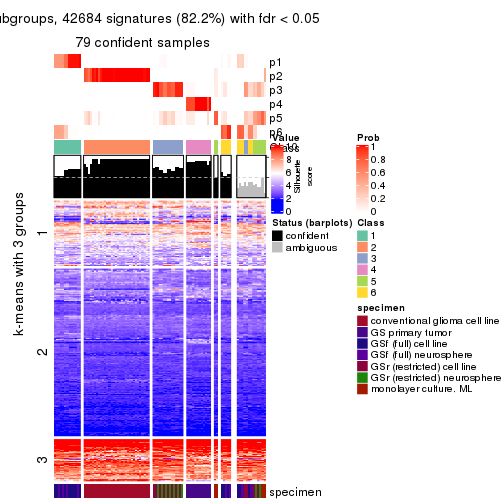 bgroups, 42684 signatures (82.2%) with fdr < 0.05
79 confident samples
p1
p2
p3
p4
p5
p6
k-means with 3 groups
1
2
3
Value
8
6
4
2
0
Silhouette score
Prob
1
0.8
0.6
0.4
0.2
0
Status (barplots)
confident
ambiguous
Class
1
2
3
4
5
6
specimen
conventional glioma cell line
GS primary tumor
GSf (full) cell line
GSf (full) neurosphere
GSr (restricted) cell line
GSr (restricted) neurosphere
monolayer culture, ML
specimen